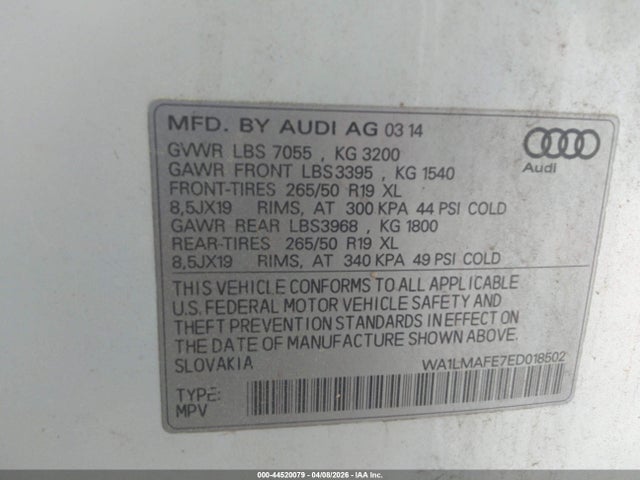 MFD. BY AUDI AG 03 14
GVWR LBS 7055 , KG 3200
GAWR FRONT LBS3395 , KG 1540
FRONT-TIRES 265/50 R19 XL
8,5JX19 RIMS, AT 300 KPA 44 PSI COLD
GAWR REAR LBS3968 , KG 1800
REAR-TIRES 265/50 R19 XL
8,5JX19 RIMS, AT 340 KPA 49 PSI COLD
Audi
THIS VEHICLE CONFORMS TO ALL APPLICABLE
U.S. FEDERAL MOTOR VEHICLE SAFETY AND
THEFT PREVENTION STANDARDS IN EFFECT ON
THE DATE OF MANUFACTURE SHOWN ABOVE.
SLOVAKIA WA1LMAFE7ED018502
TYPE:
MPV
000-44520079 - 04/08/2026 - IAAI.COM